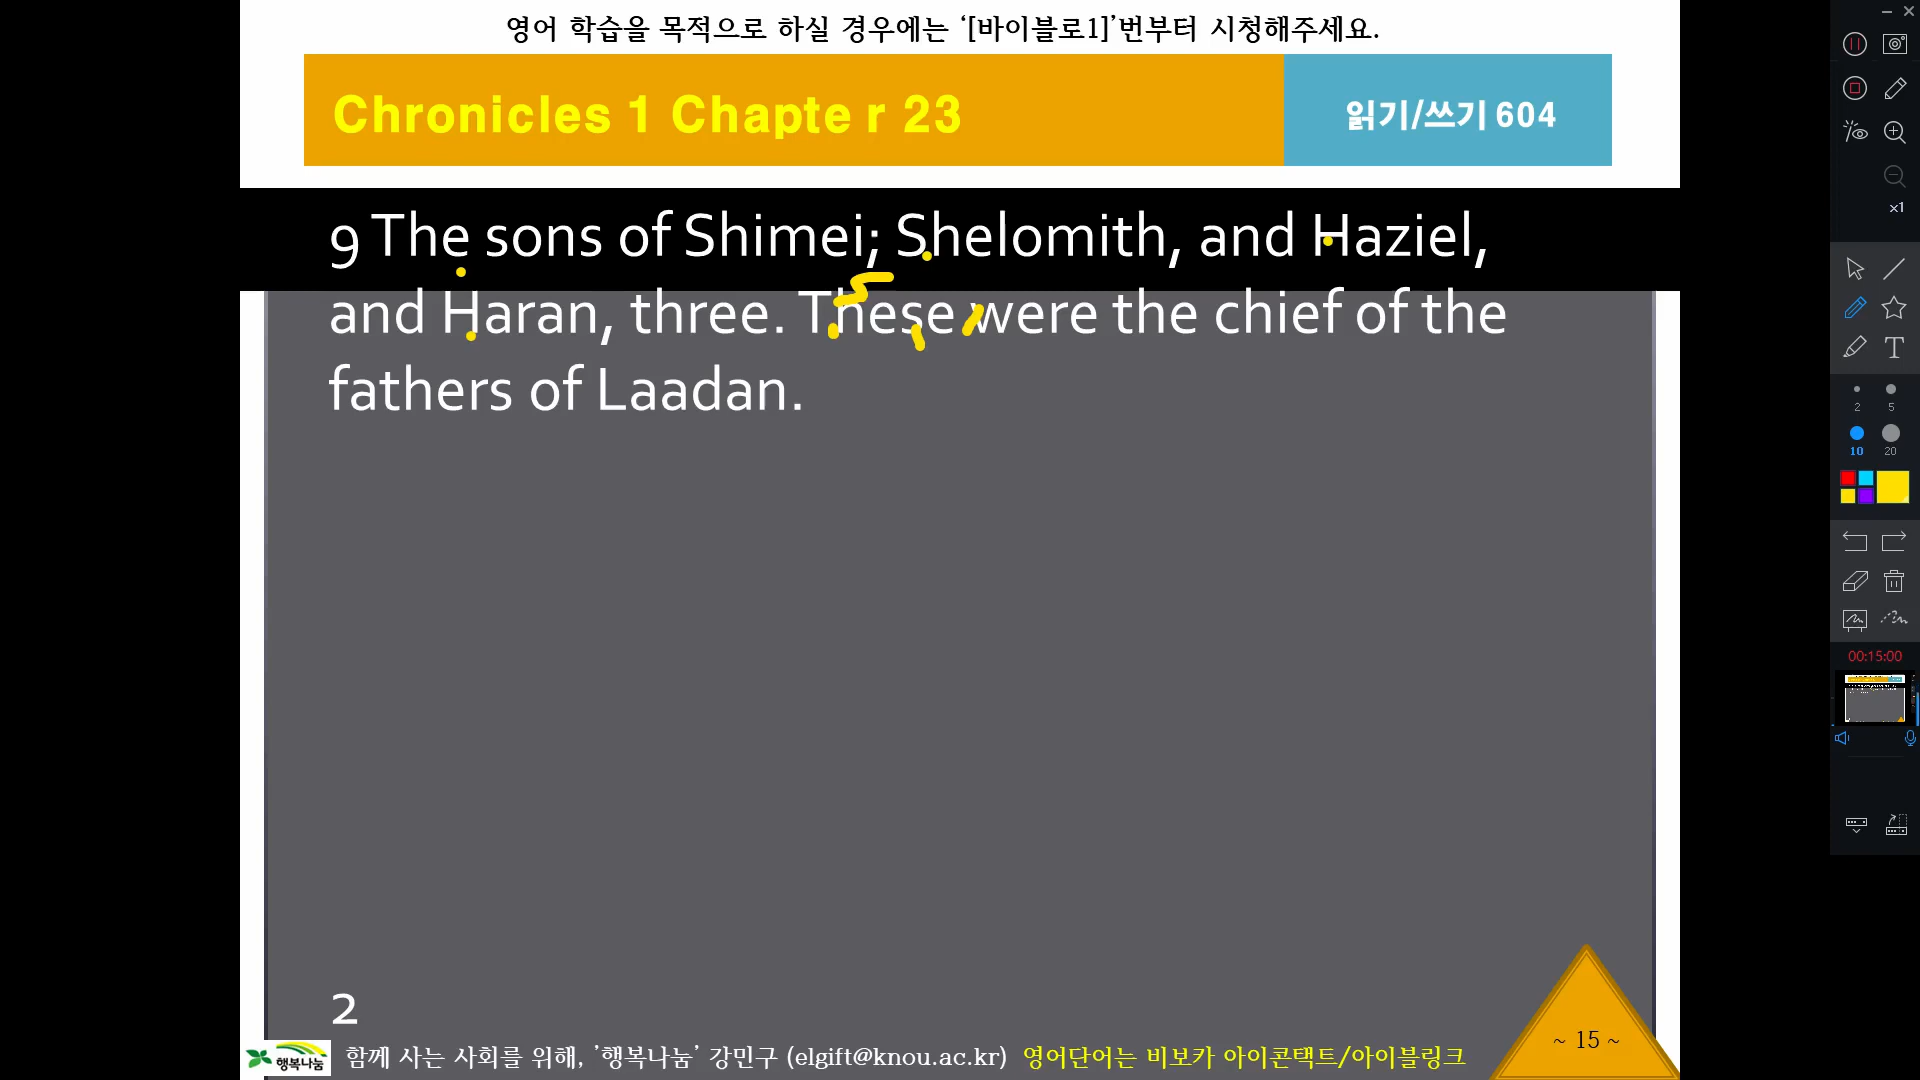 영어 학습을 목적으로 하실 경우에는 ‘[바이블로1]’번부터 시청해주세요.
Chronicles 1 Chapte r 23
읽기/쓰기 604
9 The sons of Shimei; Shelomith, and Haziel,
and Haran, three. These were the chief of the
fathers of Laadan.
2
~ 15 ~
행복나눔
함께 사는 사회를 위해, ’행복나눔’ 강민구 (elgift@knou.ac.kr) 영어단어는 비보카 아이콘택트/아이블링크
x1
T
2 5
10 20
00:15:00